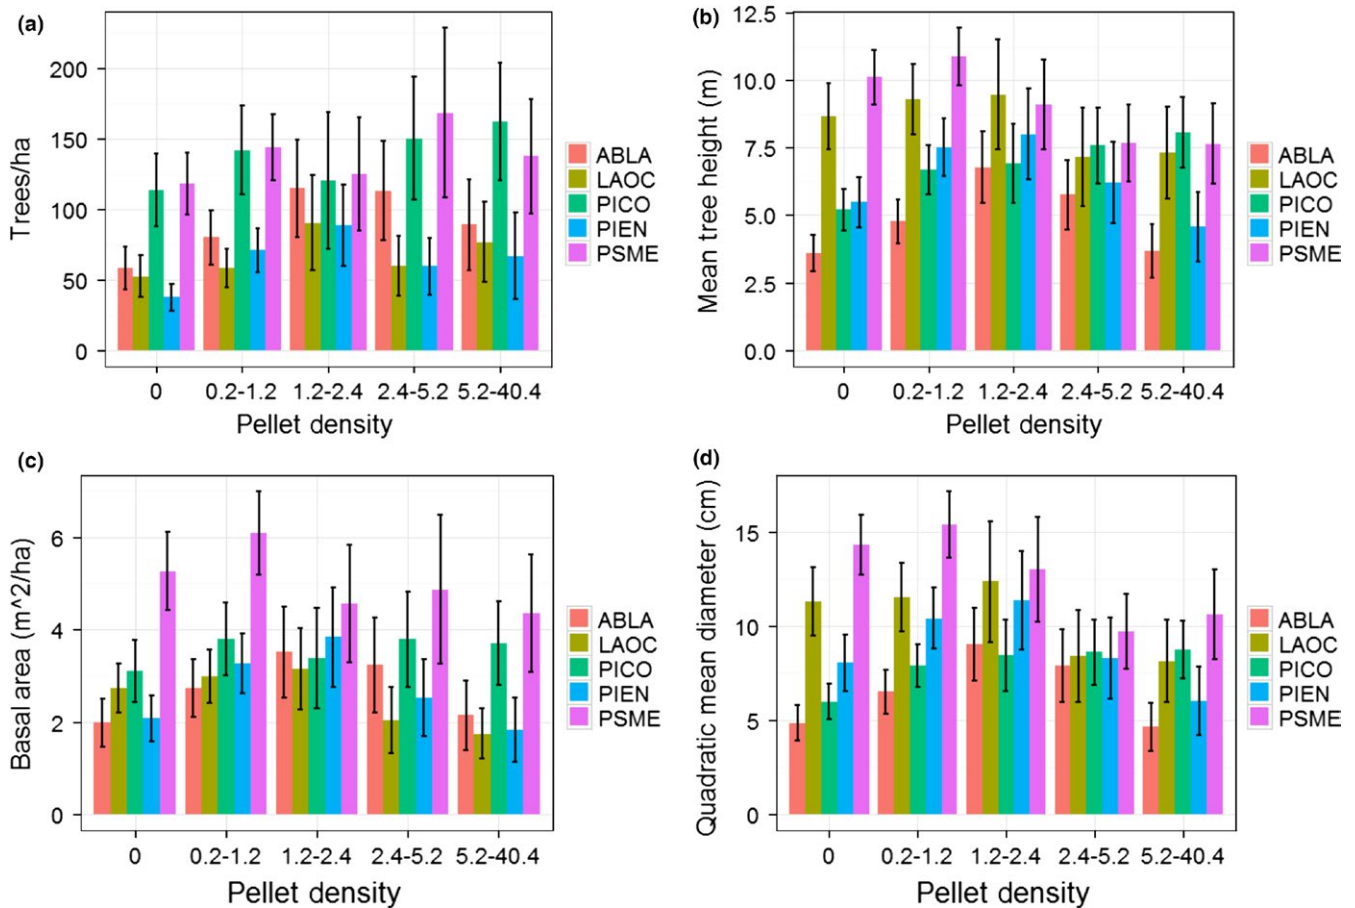 (a)
Trees/ha
200
150
100
50
0
0 0.2-1.2 1.2-2.4 2.4-5.2 5.2-40.4
Pellet density
ABLA
LAOC
PICO
PIEN
PSME
(b)
Mean tree height (m)
12.5
10.0
7.5
5.0
2.5
0.0
0 0.2-1.2 1.2-2.4 2.4-5.2 5.2-40.4
Pellet density
ABLA
LAOC
PICO
PIEN
PSME
(c)
Basal area (m^2/ha)
6
4
2
0
0 0.2-1.2 1.2-2.4 2.4-5.2 5.2-40.4
Pellet density
ABLA
LAOC
PICO
PIEN
PSME
(d)
Quadratic mean diameter (cm)
15
10
5
0
0 0.2-1.2 1.2-2.4 2.4-5.2 5.2-40.4
Pellet density
ABLA
LAOC
PICO
PIEN
PSME